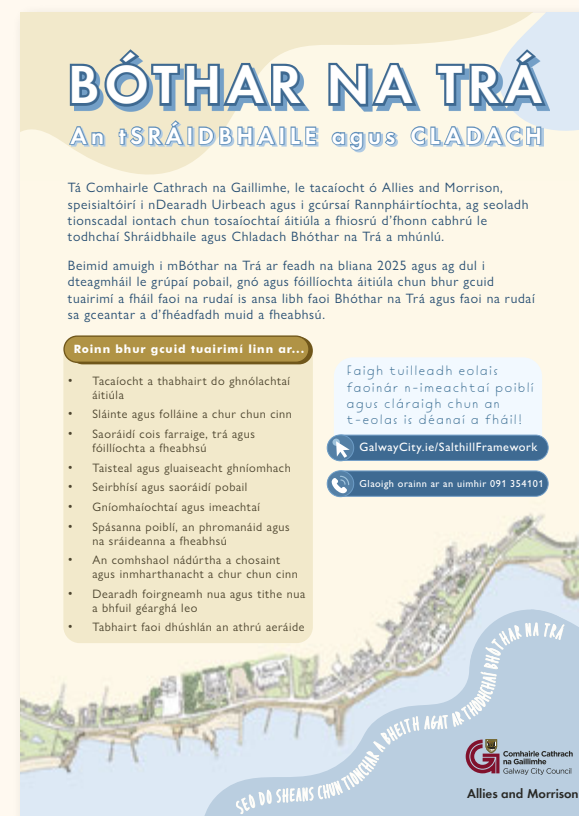 BÓTHAR NA TRÁ
An tSRÁIDBHAILE agus CLADACH
Tá Comhairle Cathrach na Gaillimhe, le tacaíocht ó Allies and Morrison,
speisialtóirí i nDearadh Uirbeach agus i gcúrsaí Rannpháirtíochta, ag seoladh
tionscadal iontach chun tosaíochtaí áitiúla a fhiosrú d'fhonn cabhrú le
todhchaí Shráidbhaile agus Chladach Bhóthar na Trá a mhúnlú.
Beimid amuigh i mBóthar na Trá ar feadh na bliana 2025 agus ag dul i
dteagmháil le grúpaí pobail, gnó agus fóillíochta áitiúla chun bhur gcuid
tuairimí a fháil faoi na rudaí is ansa libh faoi Bhóthar na Trá agus faoi na rudaí
sa gceantar a d'fhéadfadh muid a fheabhsú.
Roinn bhur gcuid tuairimí linn ar...
• Tacaíocht a thabhairt do ghnólachtaí
áitiúla
• Sláinte agus folláine a chur chun cinn
• Saoráidí cois farraige, trá agus
fóillíochta a fheabhsú
• Taisteal agus gluaiseacht ghníomhach
• Seirbhísí agus saoráidí pobail
• Gníomhaíochtaí agus imeachtaí
• Spásanna poiblí, an phromanáid agus
na sráideanna a fheabhsú
• An comhshaol nádúrtha a chosaint
agus inmharthanacht a chur chun cinn
• Dearadh foirgneamh nua agus tithe nua
a bhfuil géarghá leo
• Tabhairt faoi dhúshlán an athrú aeráide
Faigh tuilleadh eolais
faoinár n-imeachtaí poiblí
agus cláraigh chun an
t-eolas is déanaí a fháil!
GalwayCity.ie/SalthillFramework
Glaoigh orainn ar an uimhir 091 354101
SEO DO SHEANS CHUN TIONCHAR A BHEITH AGAT AR THODHCHAÍ BHÓTHAR NA TRÁ
Comhairle Cathrach
na Gaillimhe
Galway City Council
Allies and Morrison